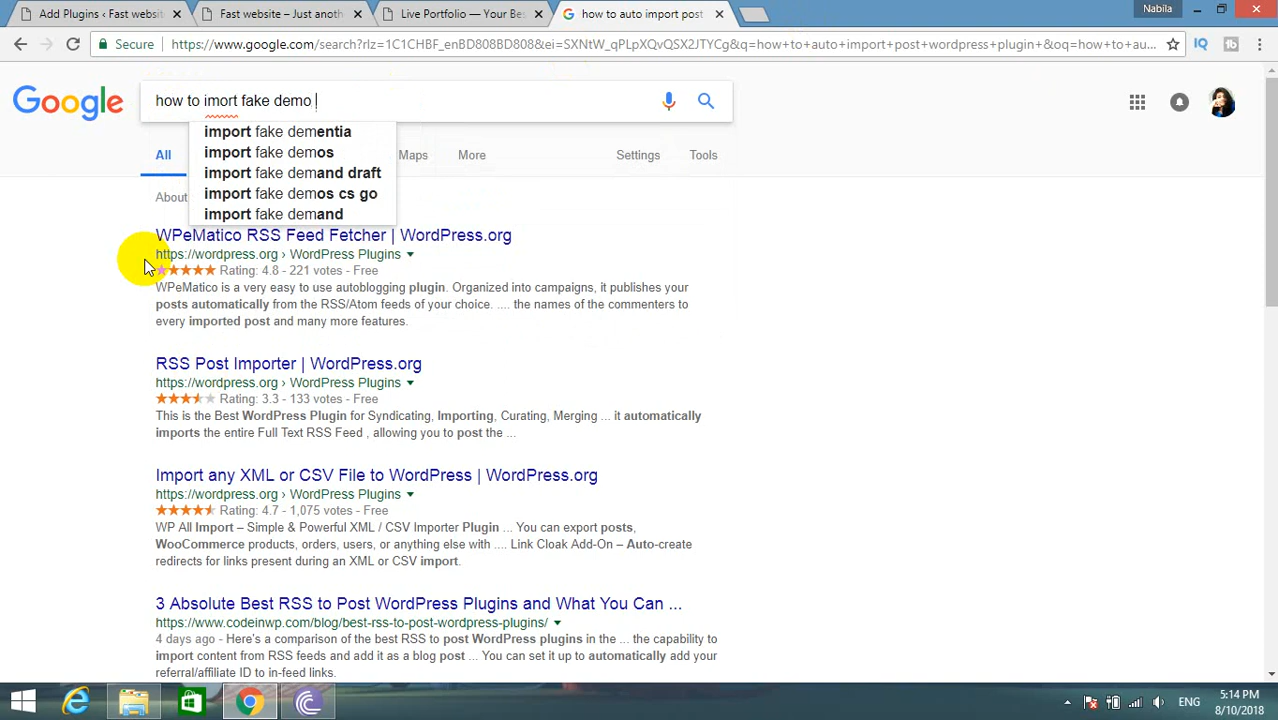 Add Plugins ‹ Fast website
Fast website – Just anoth
Live Portfolio — Your Bes
how to auto import post
Nabila
Secure
https://www.google.com/search?rlz=1C1CHBF_enBD808BD808&ei=SXNtW_qPLpXQvQSX2JTYCg&q=how+to+auto+import+post+wordpress+plugin+&oq=how+to+au...
IQ
Google
how to imort fake demo
import fake dementia
import fake demos
import fake demand draft
import fake demos cs go
import fake demand
All
Maps
More
Settings
Tools
About
WPeMatico RSS Feed Fetcher | WordPress.org
https://wordpress.org › WordPress Plugins
Rating: 4.8 - 221 votes - Free
WPeMatico is a very easy to use autoblogging plugin. Organized into campaigns, it publishes your
posts automatically from the RSS/Atom feeds of your choice. .... the names of the commenters to
every imported post and many more features.
RSS Post Importer | WordPress.org
https://wordpress.org › WordPress Plugins
Rating: 3.3 - 133 votes - Free
This is the Best WordPress Plugin for Syndicating, Importing, Curating, Merging ... it automatically
imports the entire Full Text RSS Feed , allowing you to post the ...
Import any XML or CSV File to WordPress | WordPress.org
https://wordpress.org › WordPress Plugins
Rating: 4.7 - 1,075 votes - Free
WP All Import – Simple & Powerful XML / CSV Importer Plugin ... You can export posts,
WooCommerce products, orders, users, or anything else with .... Link Cloak Add-On – Auto-create
redirects for links present during an XML or CSV import.
3 Absolute Best RSS to Post WordPress Plugins and What You Can ...
https://www.codeinwp.com/blog/best-rss-to-post-wordpress-plugins/
4 days ago - Here's a comparison of the best RSS to post WordPress plugins in the ... the capability to
import content from RSS feeds and add it as a blog post ... You can set it up to automatically add your
referral/affiliate ID to in-feed links.
ENG
5:14 PM
8/10/2018